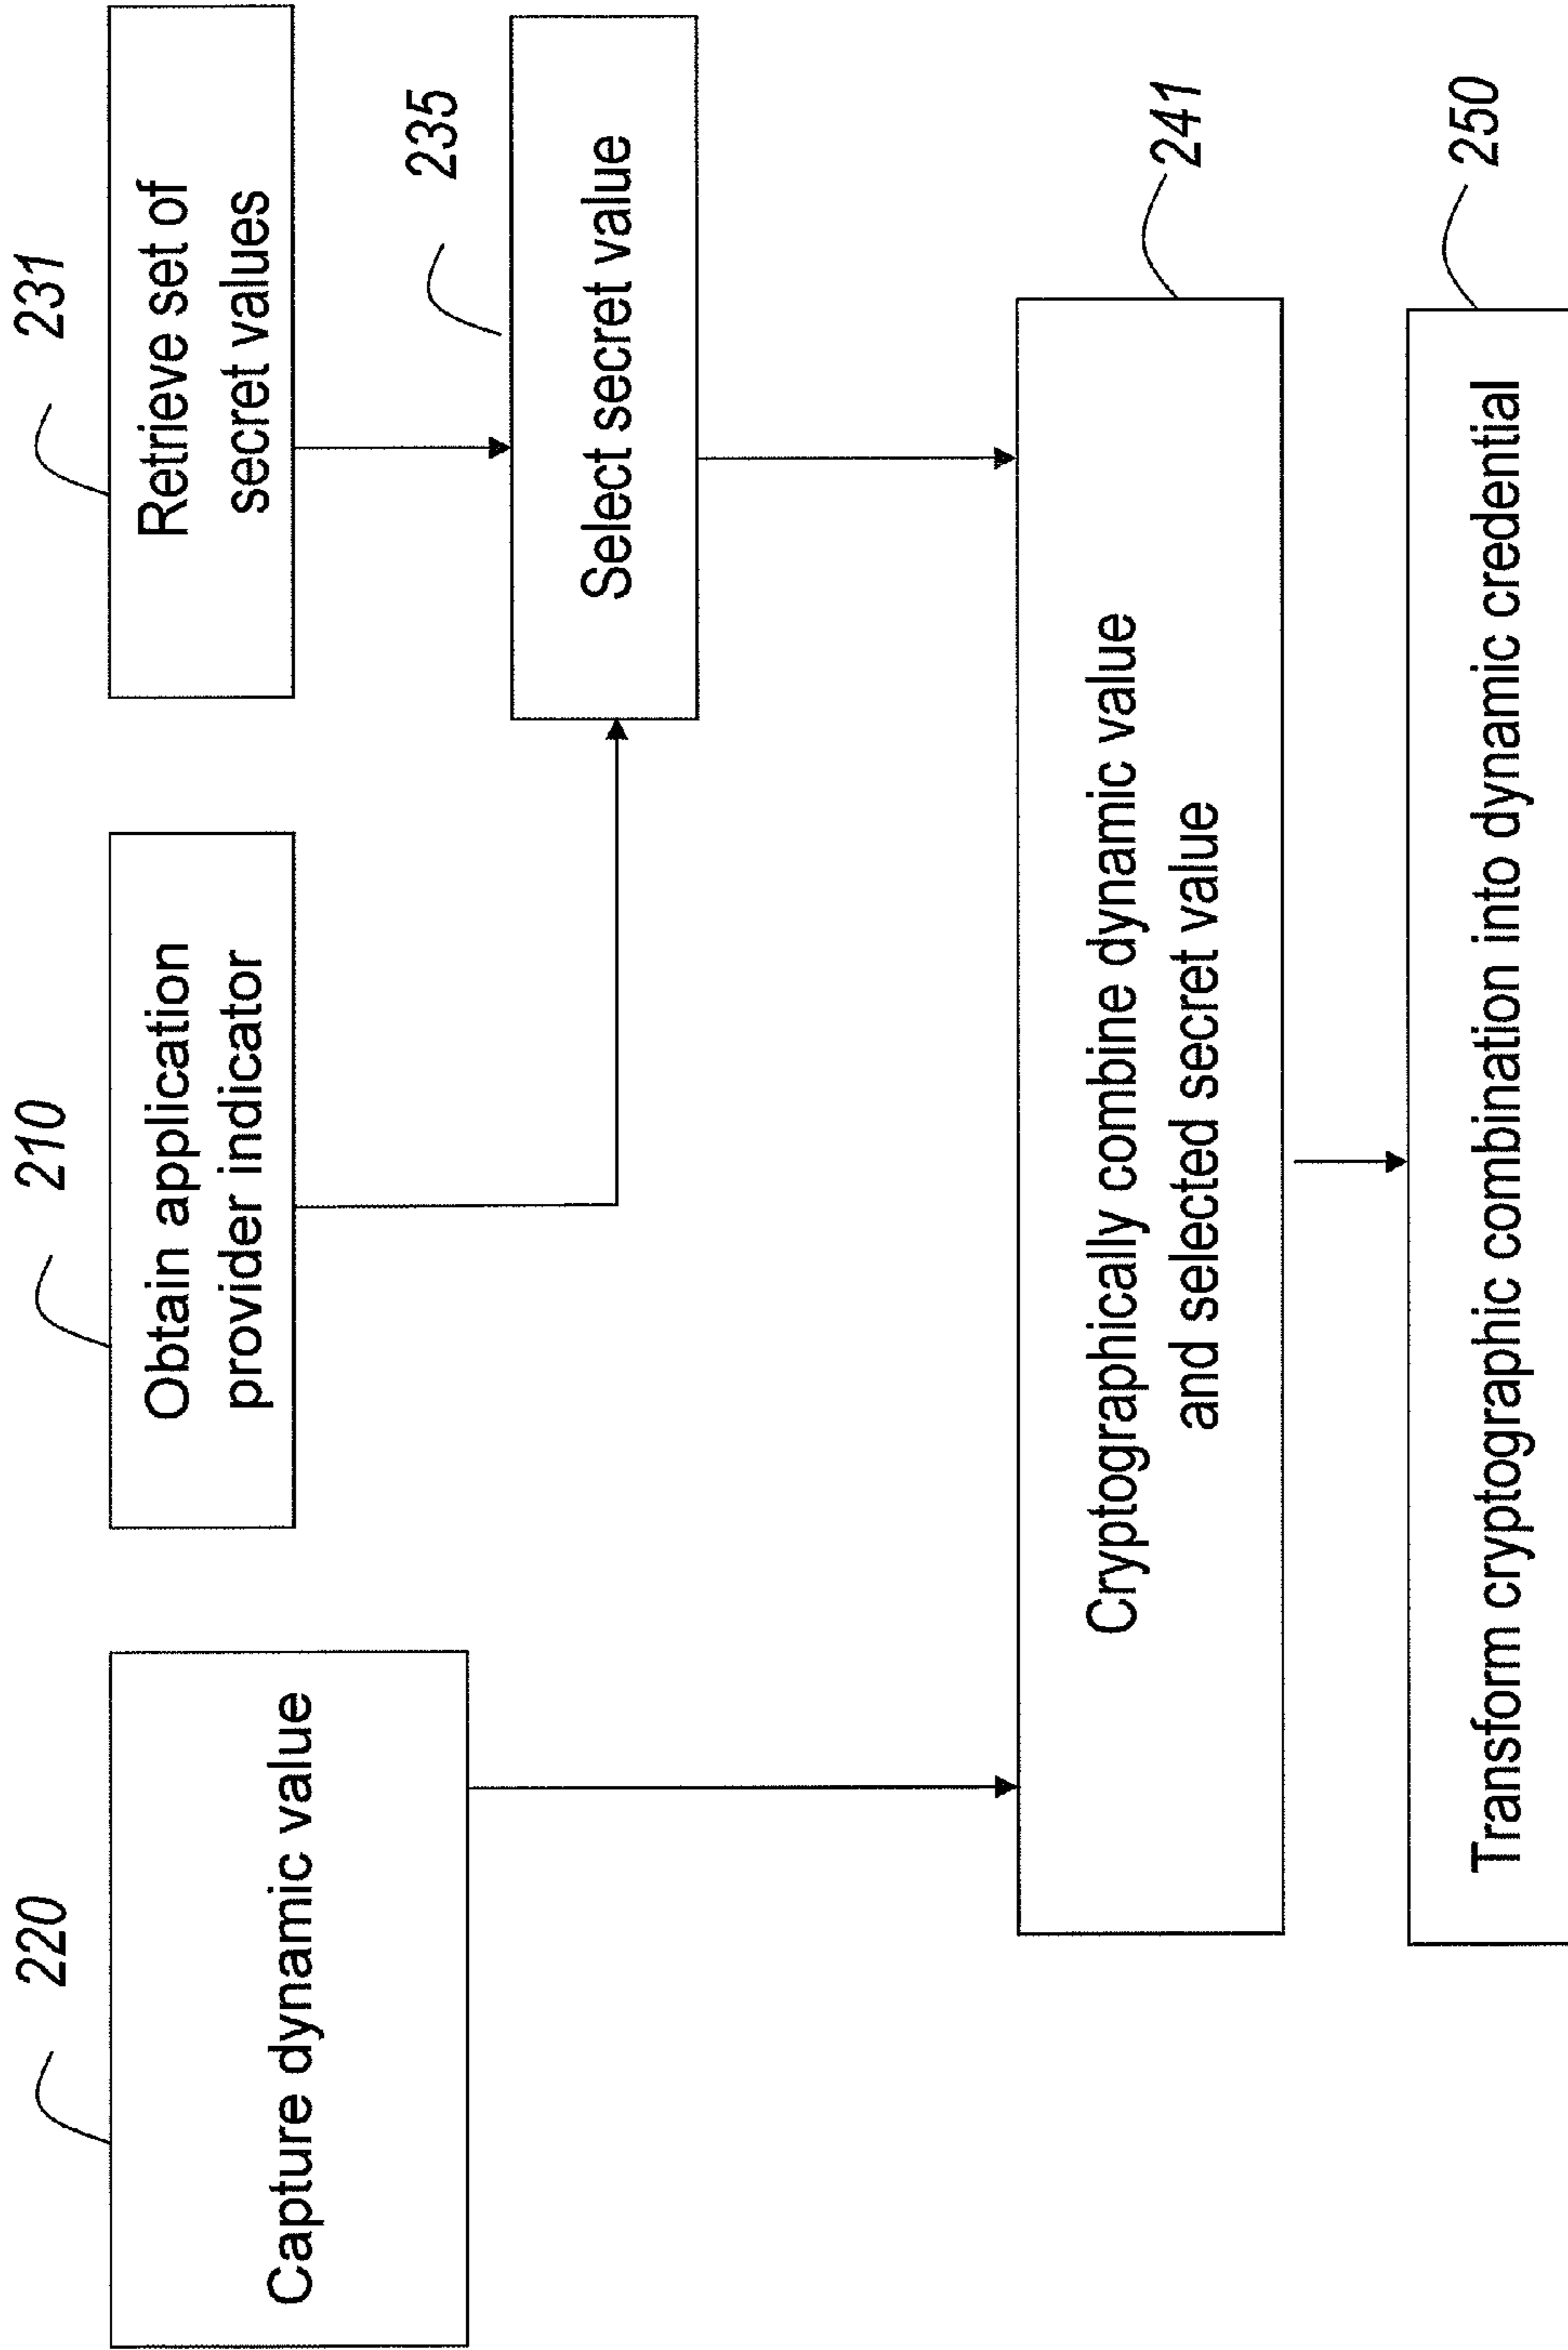 220
210
231
Capture dynamic value
Obtain application
provider indicator
Retrieve set of
secret values
235
Select secret value
241
Cryptographically combine dynamic value
and selected secret value
250
Transform cryptographic combination into dynamic credential